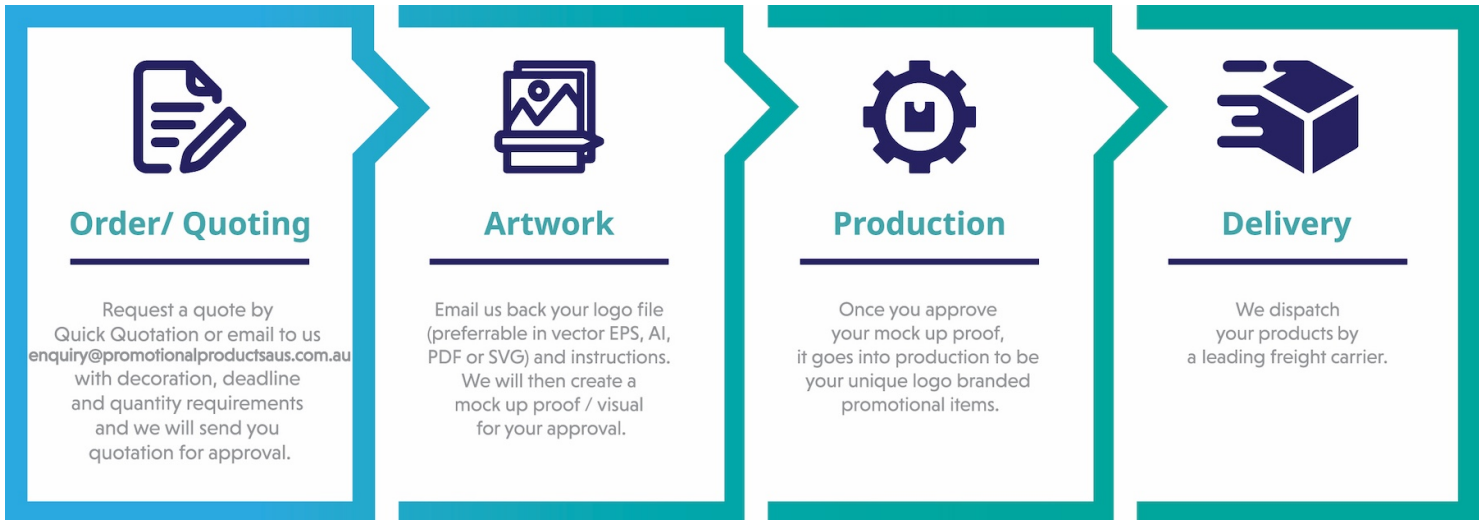 Order/ Quoting
Request a quote by
Quick Quotation or email to us
enquiry@promotionalproductsaus.com.au
with decoration, deadline
and quantity requirements
and we will send you
quotation for approval.
Artwork
Email us back your logo file
(preferrable in vector EPS, AI,
PDF or SVG) and instructions.
We will then create a
mock up proof / visual
for your approval.
Production
Once you approve
your mock up proof,
it goes into production to be
your unique logo branded
promotional items.
Delivery
We dispatch
your products by
a leading freight carrier.